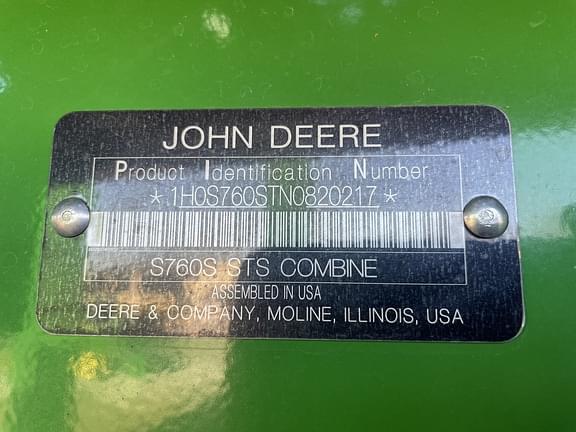 JOHN DEERE
Product Identification Number
*1H0S760STN0820217*
S760S STS COMBINE
ASSEMBLED IN USA
DEERE & COMPANY, MOLINE, ILLINOIS, USA